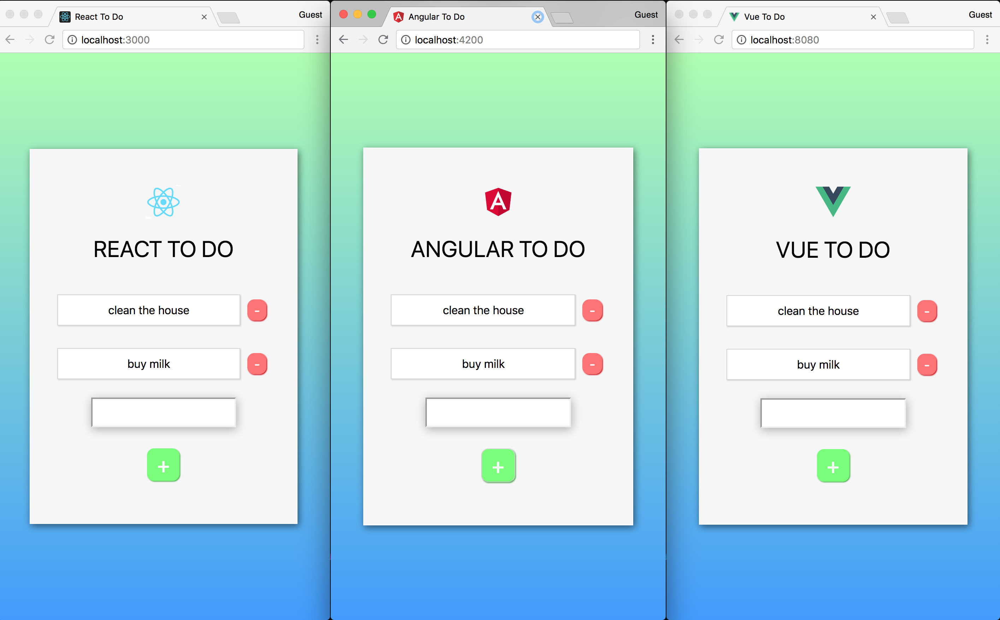 React To Do
Guest
localhost:3000
REACT TO DO
clean the house
-
buy milk
-
+
Angular To Do
Guest
localhost:4200
A
ANGULAR TO DO
clean the house
-
buy milk
-
+
Vue To Do
Guest
localhost:8080
VUE TO DO
clean the house
-
buy milk
-
+